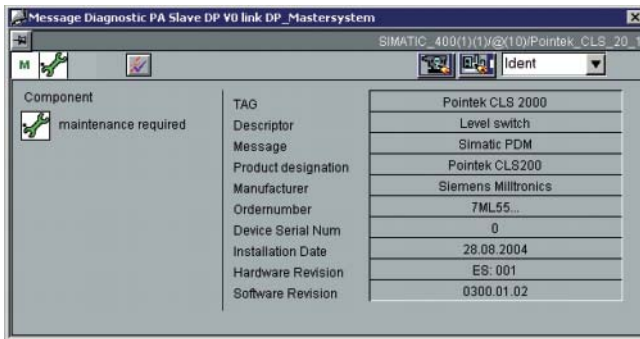 Message Diagnostic PA Slave DP V0 link DP_Mastersystem
SIMATIC_400(1)(1)/@(10)/Pointek_CLS_20_1
M
Ident
Component
maintenance required
TAG Pointek CLS 2000
Descriptor Level switch
Message Simatic PDM
Product designation Pointek CLS200
Manufacturer Siemens Milltronics
Ordernumber 7ML55...
Device Serial Num 0
Installation Date 28.08.2004
Hardware Revision ES: 001
Software Revision 0300.01.02